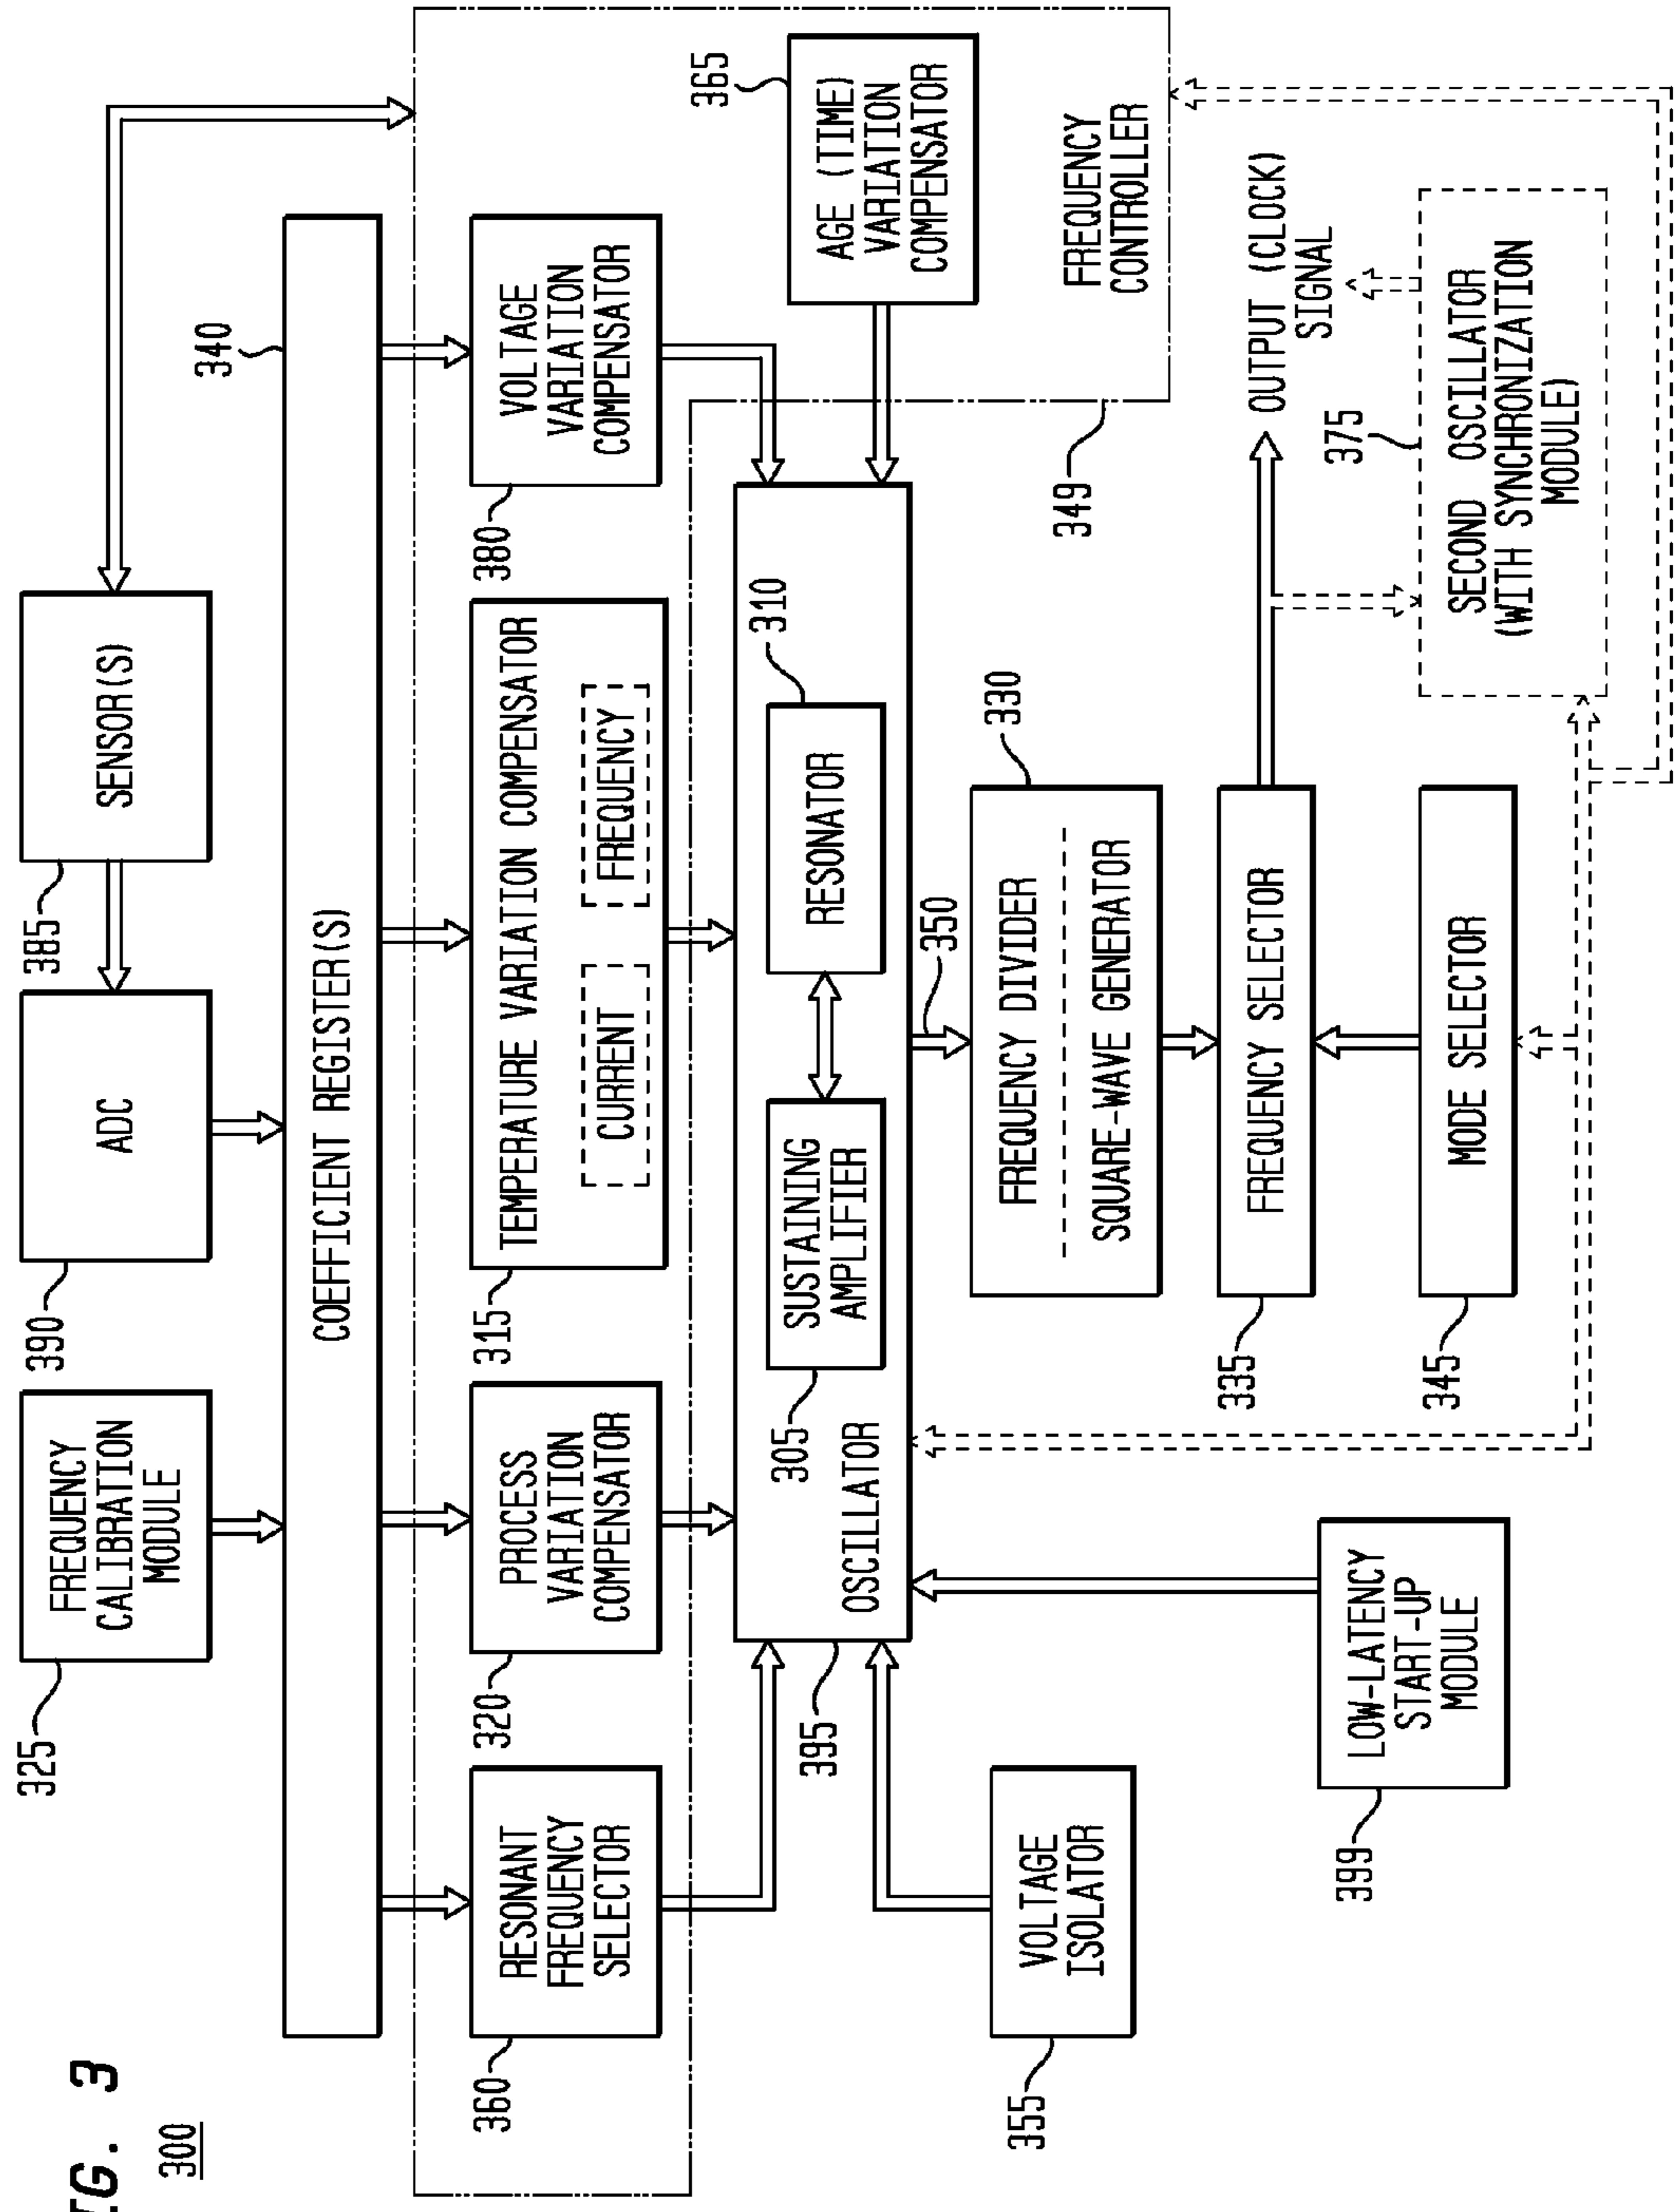 IG. 3
300
325
FREQUENCY
CALIBRATION
MODULE
390
ADC
385
SENSOR(S)
340
COEFFICIENT REGISTER(S)
360
RESONANT
FREQUENCY
SELECTOR
320
PROCESS
VARIATION
COMPENSATOR
315
TEMPERATURE VARIATION COMPENSATOR
CURRENT
FREQUENCY
380
VOLTAGE
VARIATION
COMPENSATOR
365
AGE (TIME)
VARIATION
COMPENSATOR
FREQUENCY
CONTROLLER
349
395
OSCILLATOR
305
SUSTAINING
AMPLIFIER
310
RESONATOR
350
355
VOLTAGE
ISOLATOR
330
FREQUENCY DIVIDER
SQUARE-WAVE GENERATOR
335
FREQUENCY SELECTOR
OUTPUT (CLOCK)
SIGNAL
375
SECOND OSCILLATOR
(WITH SYNCHRONIZATION
MODULE)
345
MODE SELECTOR
399
LOW-LATENCY
START-UP
MODULE